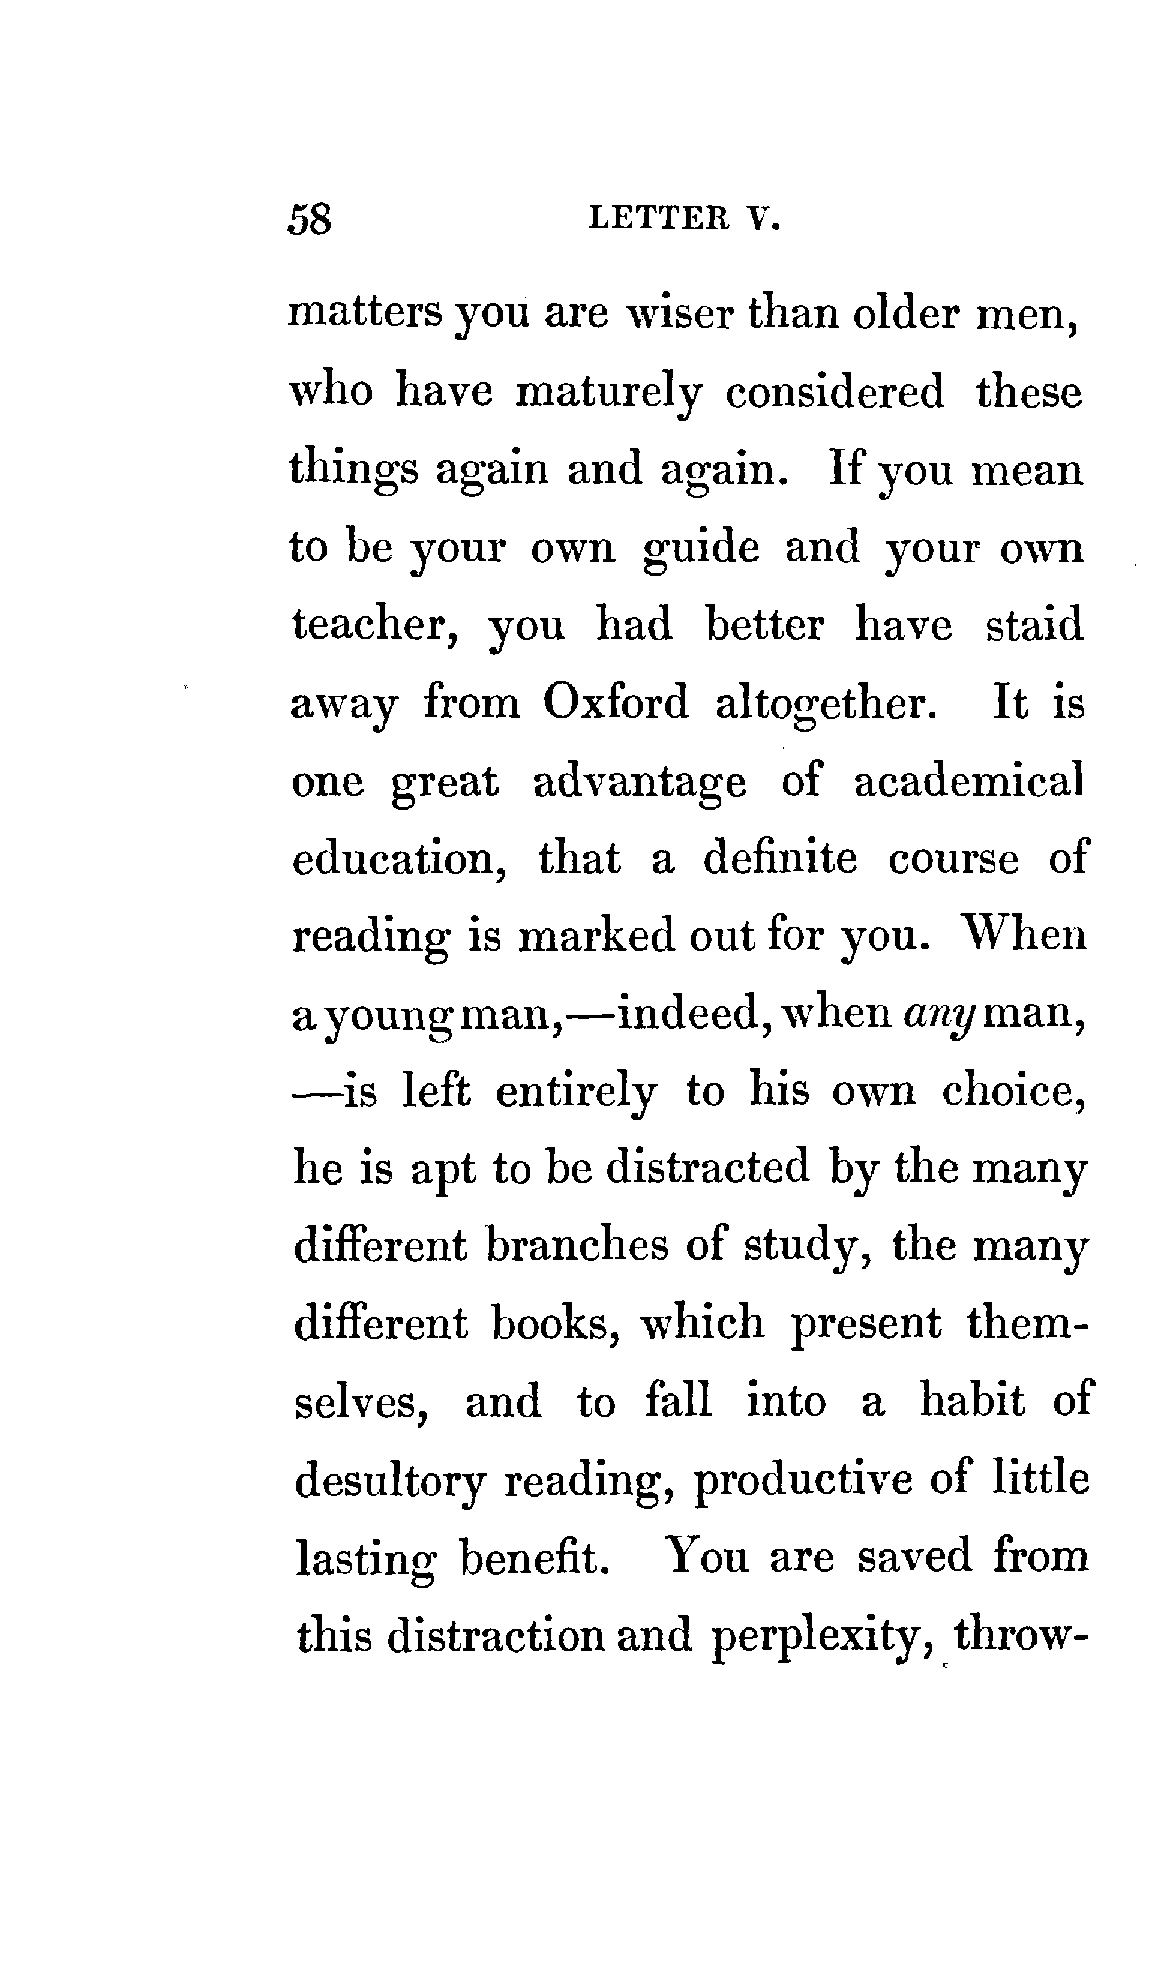 58 LETTER V.
matters you are wiser than older men,
who have maturely considered these
things again and again. If you mean
to be your own guide and your own
teacher, you had better have staid
away from Oxford altogether. It is
one great advantage of academical
education, that a definite course of
reading is marked out for you. When
a young man,—indeed, when any man,
—is left entirely to his own choice,
he is apt to be distracted by the many
different branches of study, the many
different books, which present them-
selves, and to fall into a habit of
desultory reading, productive of little
lasting benefit. You are saved from
this distraction and perplexity, throw-